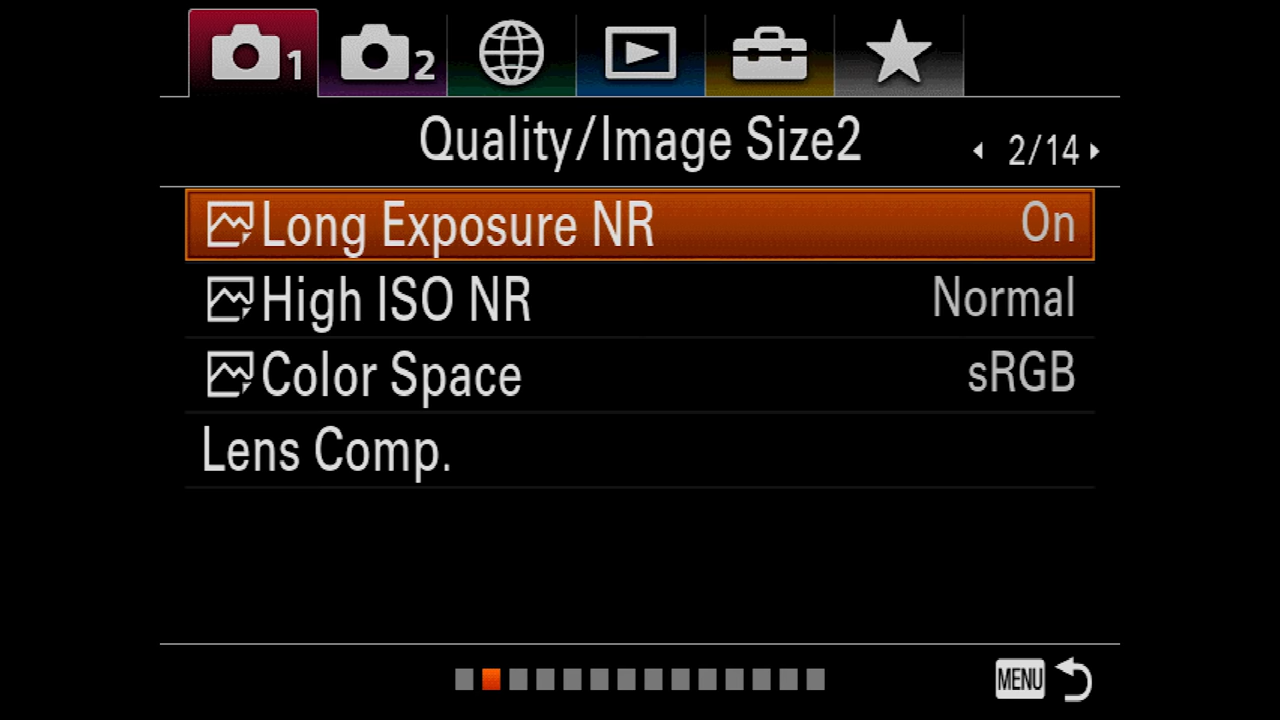 1 2
Quality/Image Size2 2/14
Long Exposure NR On
High ISO NR Normal
Color Space sRGB
Lens Comp.
MENU